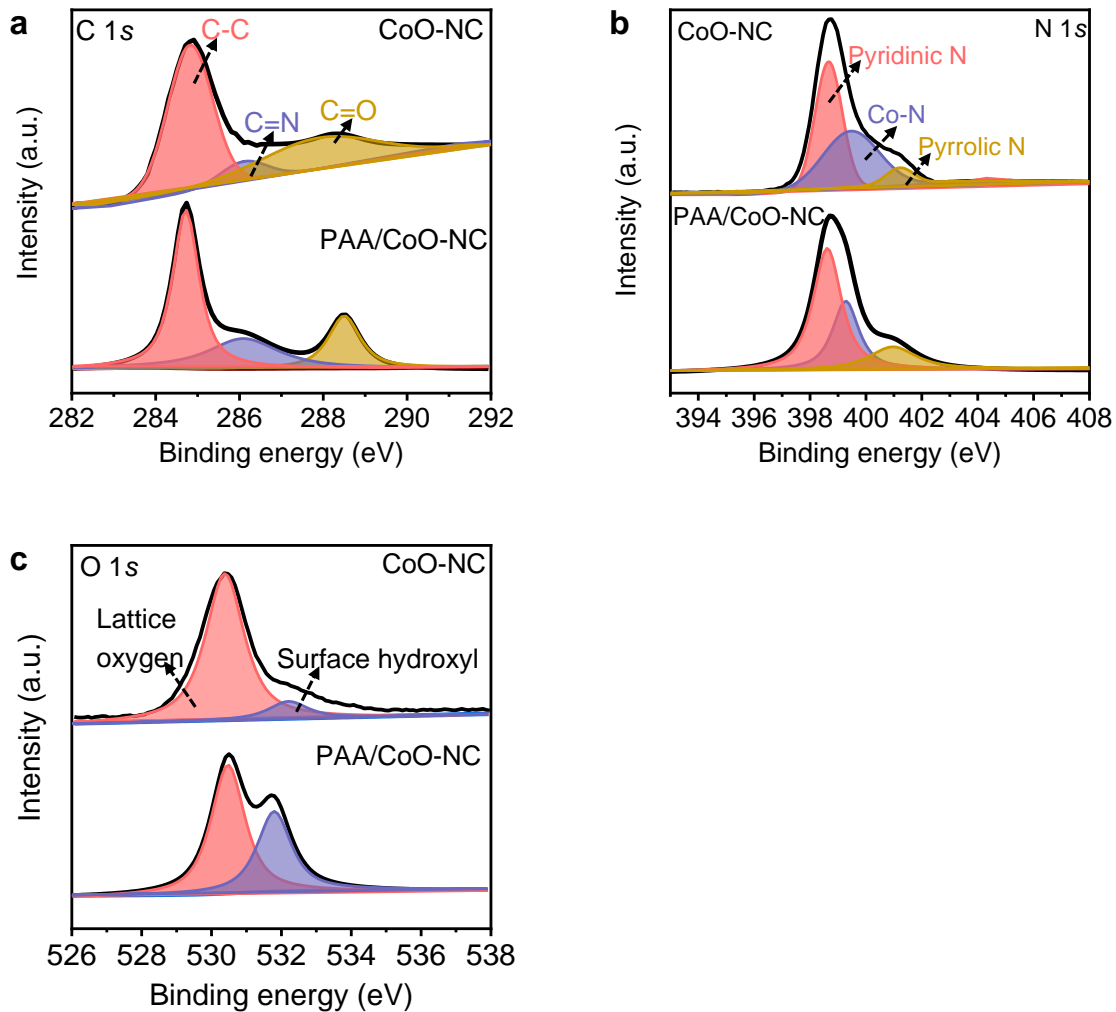 a
C 1s
C-C
CoO-NC
C=N
C=O
PAA/CoO-NC
Intensity (a.u.)
282 284 286 288 290 292
Binding energy (eV)
b
CoO-NC
N 1s
Pyridinic N
Co-N
Pyrrolic N
PAA/CoO-NC
Intensity (a.u.)
394 396 398 400 402 404 406 408
Binding energy (eV)
c
O 1s
CoO-NC
Lattice
oxygen
Surface hydroxyl
PAA/CoO-NC
Intensity (a.u.)
526 528 530 532 534 536 538
Binding energy (eV)